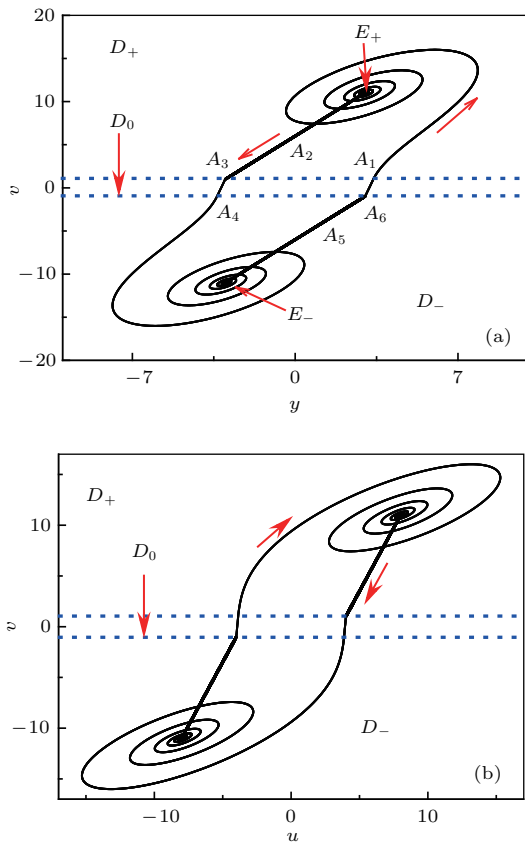 D₊
E₊
20
10
D₀
A₃
A₂
A₁
v
0
A₄
A₆
A₅
−10
E₋
D₋
(a)
−20
−7
0
7
y
D₊
10
D₀
v
0
−10
D₋
(b)
−10
0
10
u